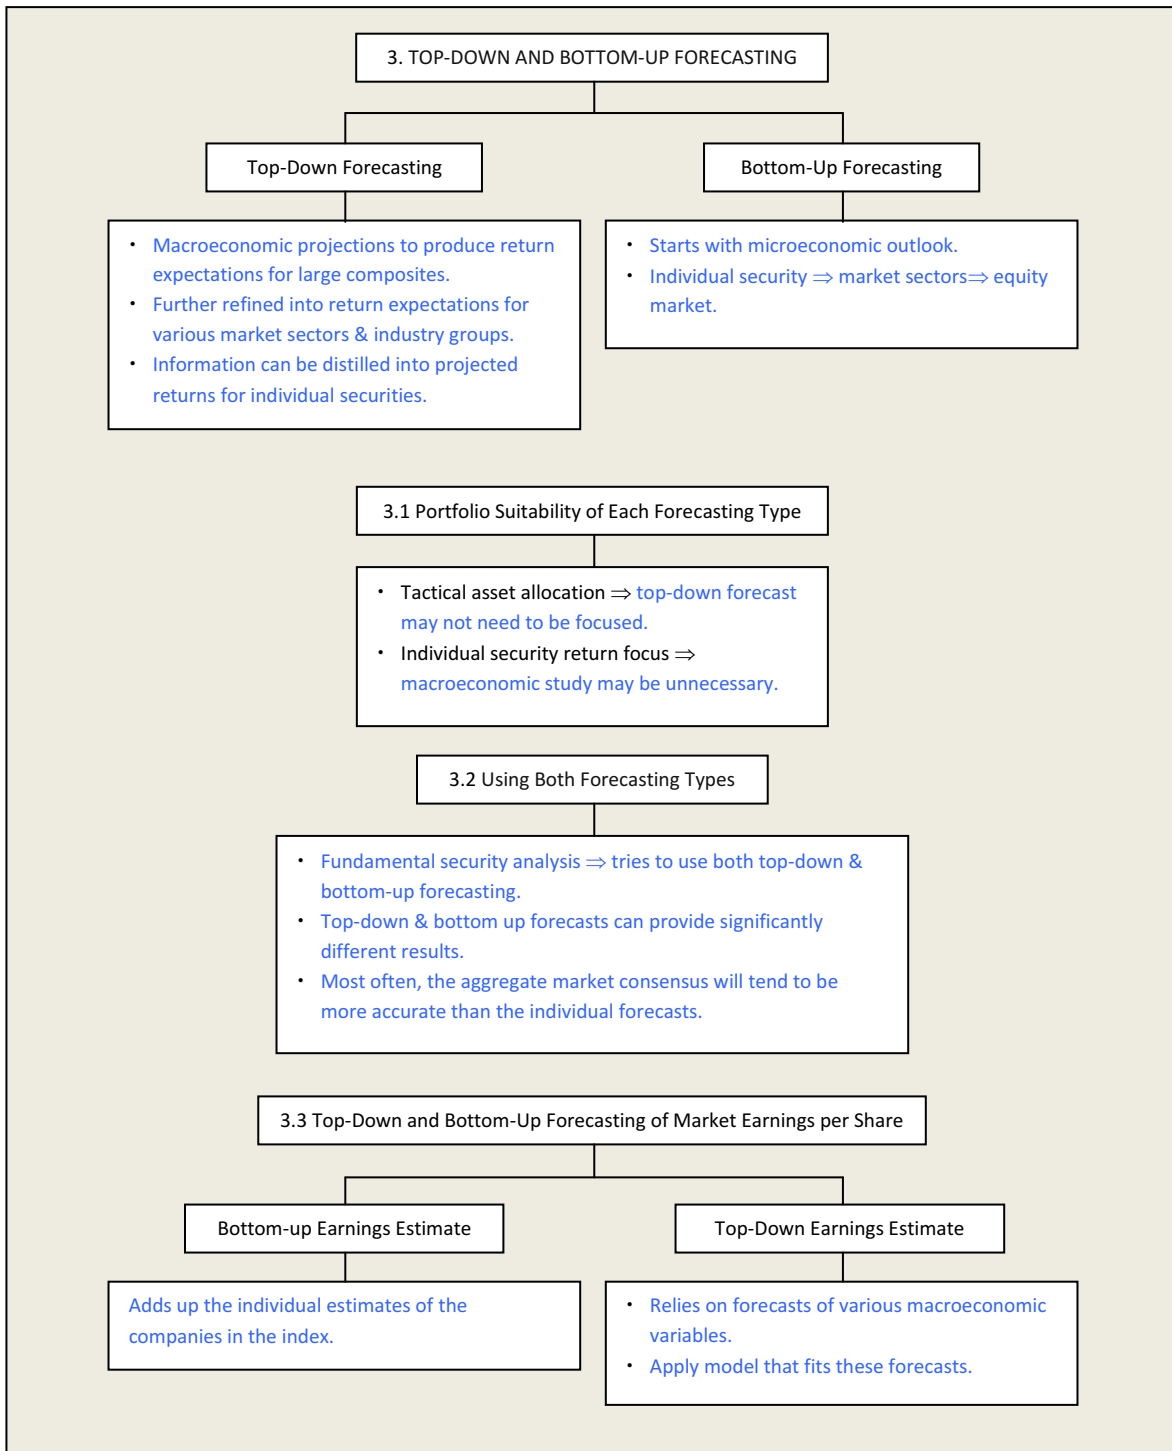 3. TOP-DOWN AND BOTTOM-UP FORECASTING
Top-Down Forecasting
• Macroeconomic projections to produce return
expectations for large composites.
• Further refined into return expectations for
various market sectors & industry groups.
• Information can be distilled into projected
returns for individual securities.
Bottom-Up Forecasting
• Starts with microeconomic outlook.
• Individual security ⇒ market sectors⇒ equity
market.
3.1 Portfolio Suitability of Each Forecasting Type
• Tactical asset allocation ⇒ top-down forecast
may not need to be focused.
• Individual security return focus ⇒
macroeconomic study may be unnecessary.
3.2 Using Both Forecasting Types
• Fundamental security analysis ⇒ tries to use both top-down &
bottom-up forecasting.
• Top-down & bottom up forecasts can provide significantly
different results.
• Most often, the aggregate market consensus will tend to be
more accurate than the individual forecasts.
3.3 Top-Down and Bottom-Up Forecasting of Market Earnings per Share
Bottom-up Earnings Estimate
Adds up the individual estimates of the
companies in the index.
Top-Down Earnings Estimate
• Relies on forecasts of various macroeconomic
variables.
• Apply model that fits these forecasts.